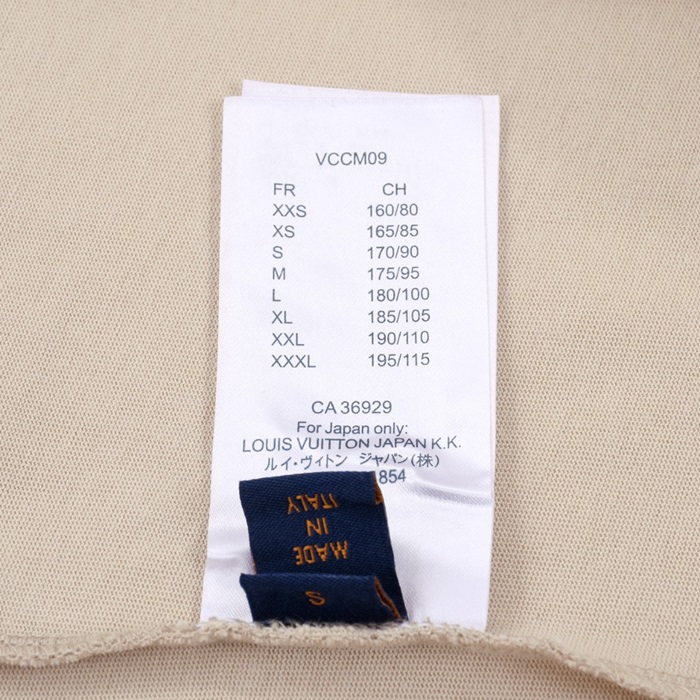 VCCM09
FR CH
XXS 160/80
XS 165/85
S 170/90
M 175/95
L 180/100
XL 185/105
XXL 190/110
XXXL 195/115
CA 36929
For Japan only:
LOUIS VUITTON JAPAN K.K.
ルイ・ヴィトン ジャパン(株)
854
MADE
IN
ITALY
S